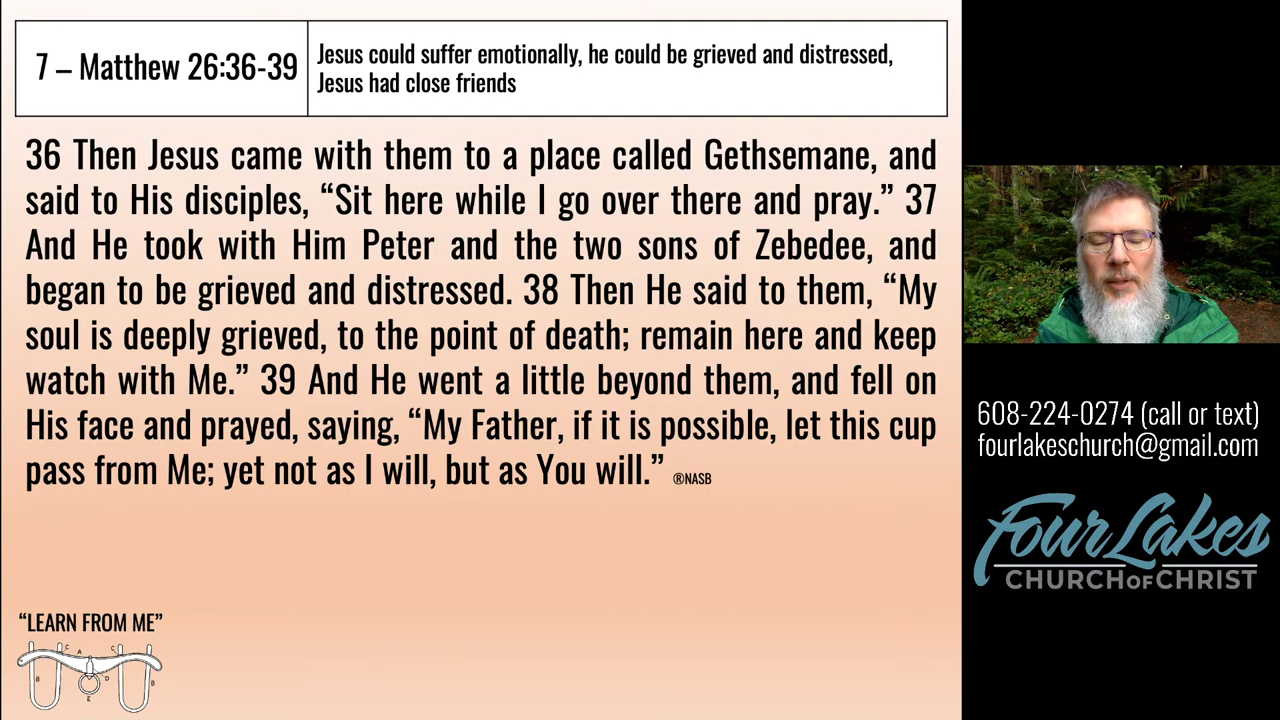 7 – Matthew 26:36-39
Jesus could suffer emotionally, he could be grieved and distressed,
Jesus had close friends
36 Then Jesus came with them to a place called Gethsemane, and
said to His disciples, “Sit here while I go over there and pray.” 37
And He took with Him Peter and the two sons of Zebedee, and
began to be grieved and distressed. 38 Then He said to them, “My
soul is deeply grieved, to the point of death; remain here and keep
watch with Me.” 39 And He went a little beyond them, and fell on
His face and prayed, saying, “My Father, if it is possible, let this cup
pass from Me; yet not as I will, but as You will.” ®NASB
“LEARN FROM ME”
C A C
B D B
E
608-224-0274 (call or text)
fourlakeschurch@gmail.com
Four Lakes
CHURCH OF CHRIST